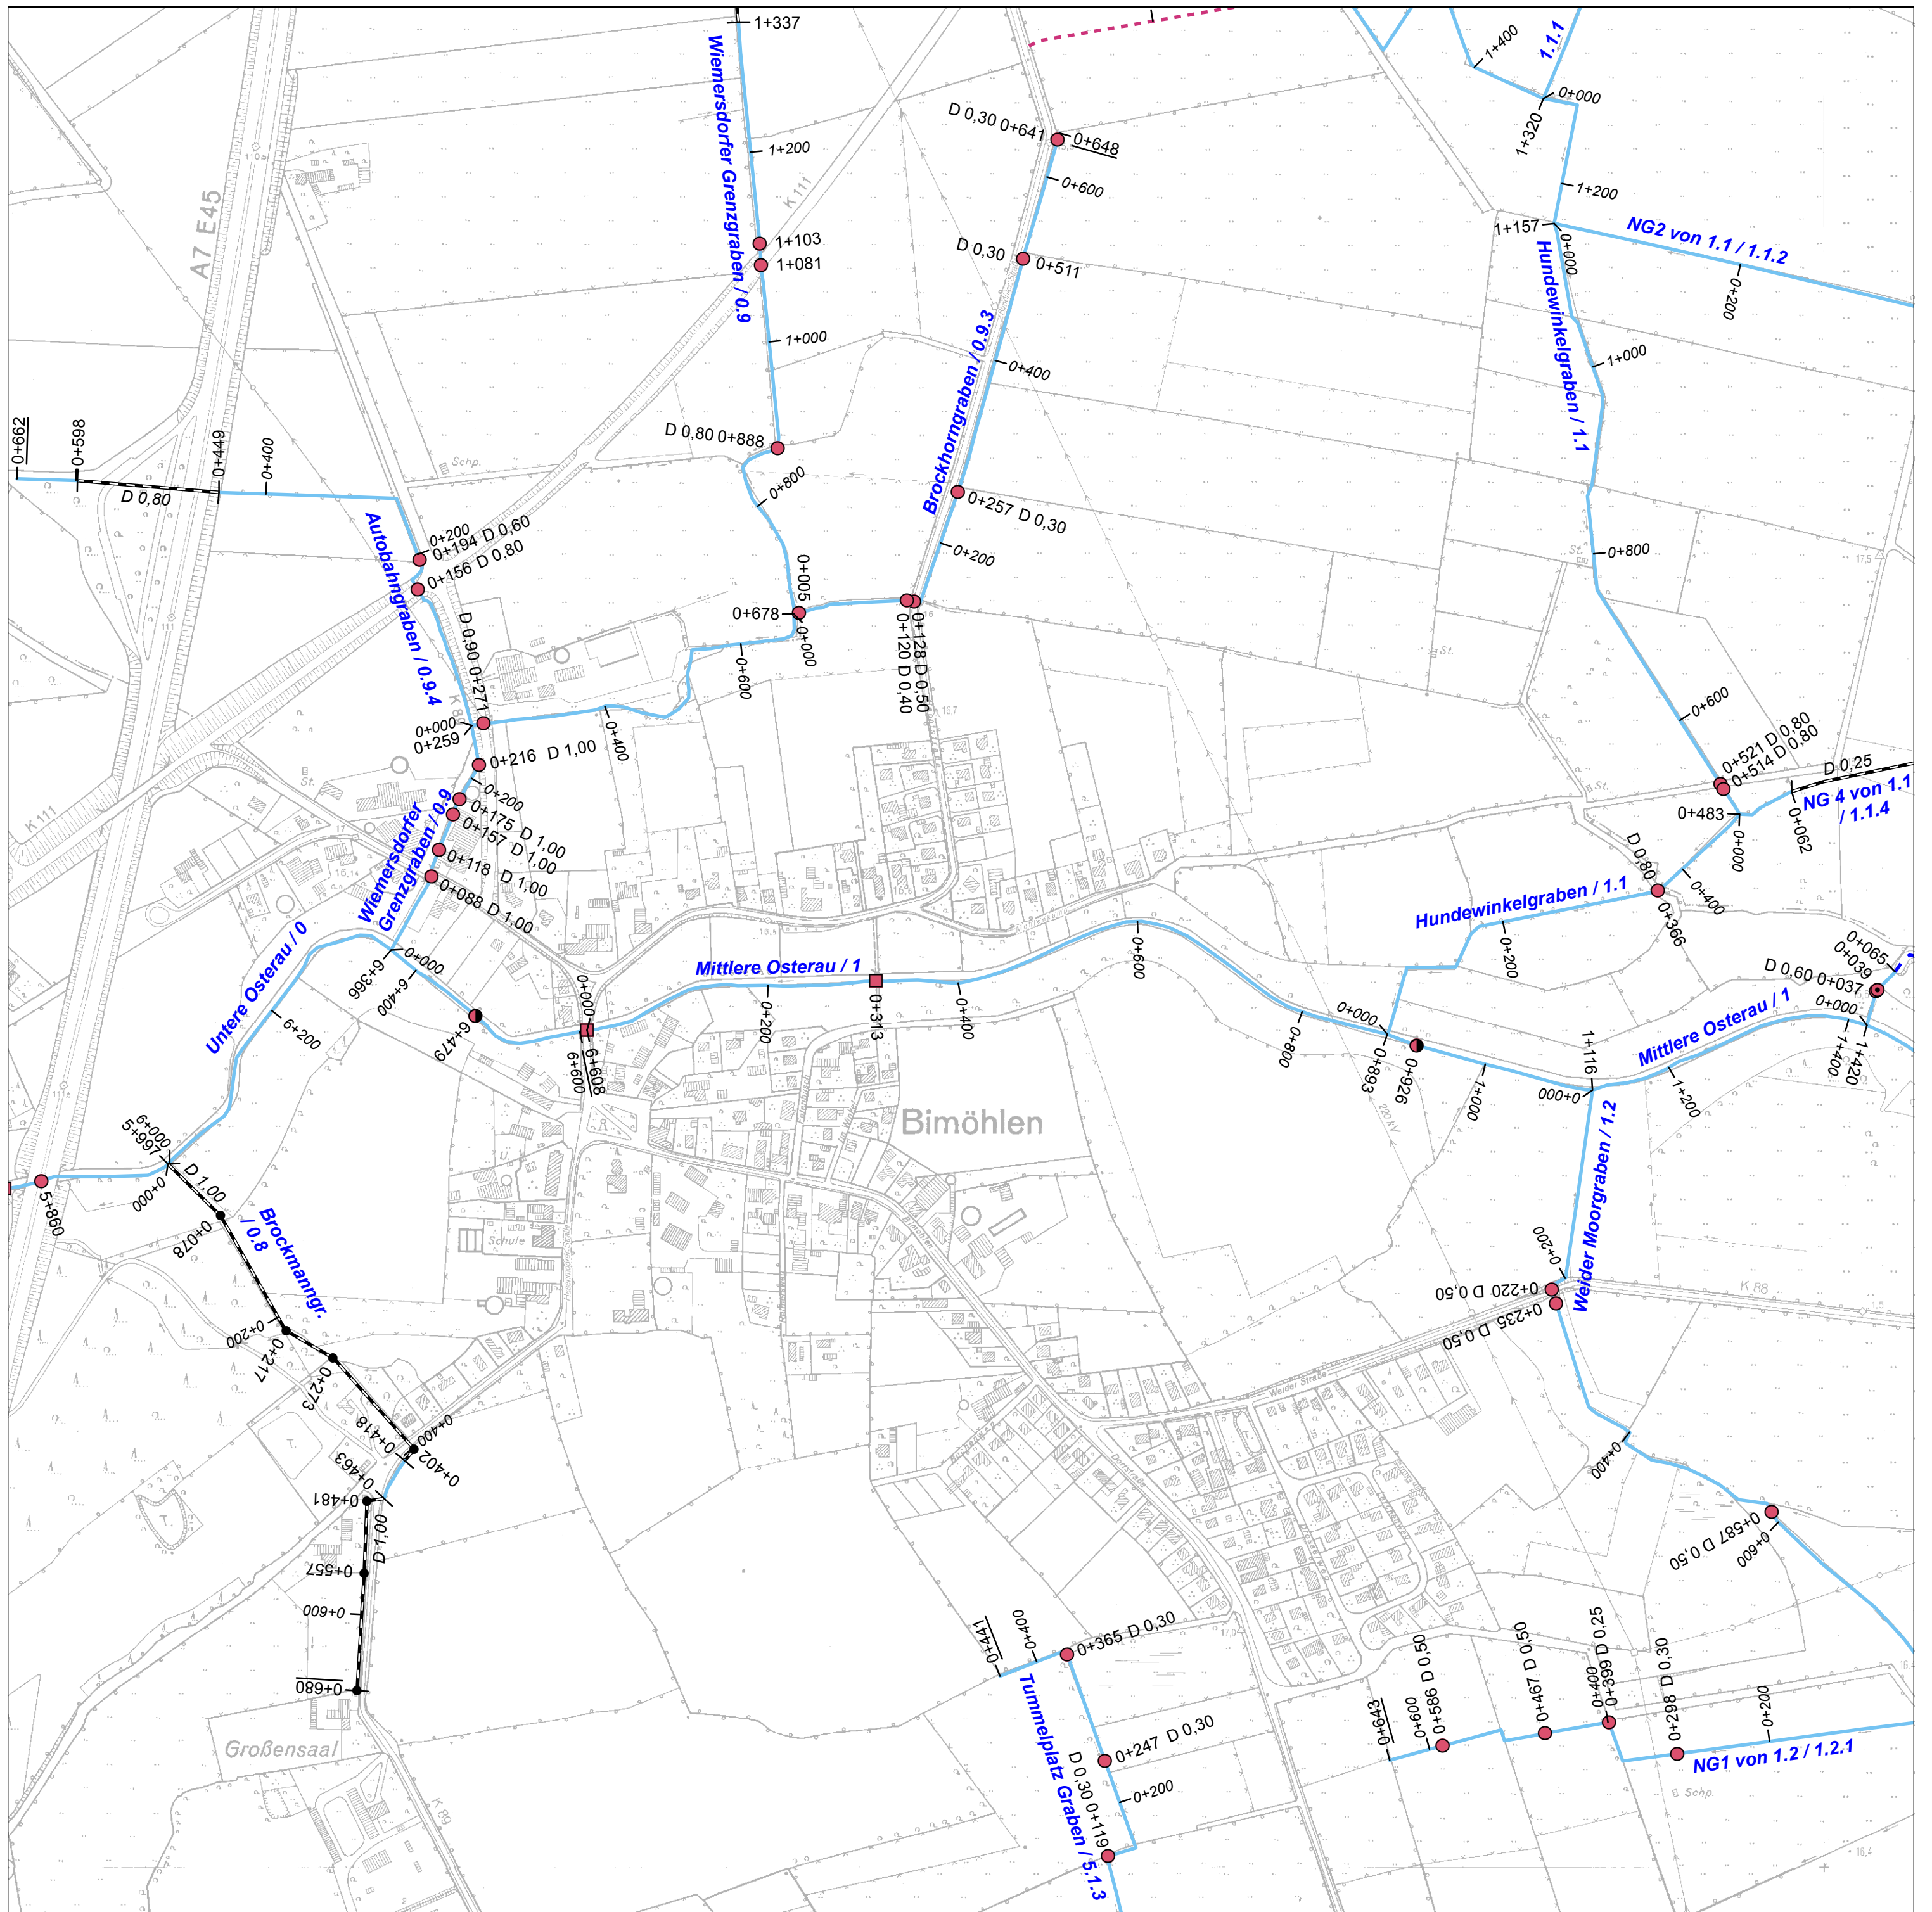 1+337
1+400
1.1.1
0+000
1+320
Wiemersdorfer Grenzgraben / 0.9
1+200
K 111
D 0,30 0+641
0+648
0+600
1+200
A7 E45
1+103
1+081
D 0,30
0+511
1+157
0+000
NG2 von 1.1 / 1.1.2
0+200
Hundewinkelgraben / 1.1
1+000
1+000
Brockhorngraben / 0.9.3
0+400
0+662
0+598
0+449
0+400
D 0,80
D 0,80 0+888
Schp.
0+800
0+257 D 0,30
0+200
0+200
0+194 D 0,60
0+156 D 0,80
Autobahngraben / 0.9.4
0+800
St.
17,5
0+005
0+678
0+000
0+128 D 0,50
0+120 D 0,40
16,7
D 0,90 0+271
0+600
0+400
0+000
0+259
0+216 D 1,00
0+200
0+175 D 1,00
0+157 D 1,00
0+118 D 1,00
0+088 D 1,00
Wiemersdorfer
Grenzgraben / 0.9
St.
K 111
St.
0+600
0+521 D 0,80
0+514 D 0,80
D 0,25
NG 4 von 1.1
/ 1.1.4
0+483
0+000
0+062
St.
D 0,80
0+400
0+366
Hundewinkelgraben / 1.1
0+200
Untere Osterau / 0
0+000
6+366
6+400
6+479
6+200
Mittlere Osterau / 1
0+000
6+608
6+600
0+200
0+313
0+400
0+600
0+800
0+000
0+893
0+926
1+000
1+116
0+000
Mittlere Osterau / 1
1+200
0+065
0+039
D 0,60 0+037
0+000
1+420
1+400
Bimöhlen
220 kV
Weider Moorgraben / 1.2
0+200
0+220 D 0,50
0+235 D 0,50
K 88
6+000
5+997
0+000
5+860
D 1,00
0+078
Brockmanngr.
/ 0.8
0+200
0+217
0+273
Schule
0+400
0+418
0+402
0+463
0+481
D 1,00
0+557
0+600
0+680
Weider Straße
Dorfstraße
0+400
0+587 D 0,50
0+600
Großensaal
K 89
0+441
0+400
0+365 D 0,30
Tummelplatz Graben / 5.1.3
0+247 D 0,30
0+200
D 0,30 0+119
0+643
0+600
0+586 D 0,50
0+467 D 0,50
0+400
0+399 D 0,25
0+298 D 0,30
0+200
NG1 von 1.2 / 1.2.1
Schp.
16,4